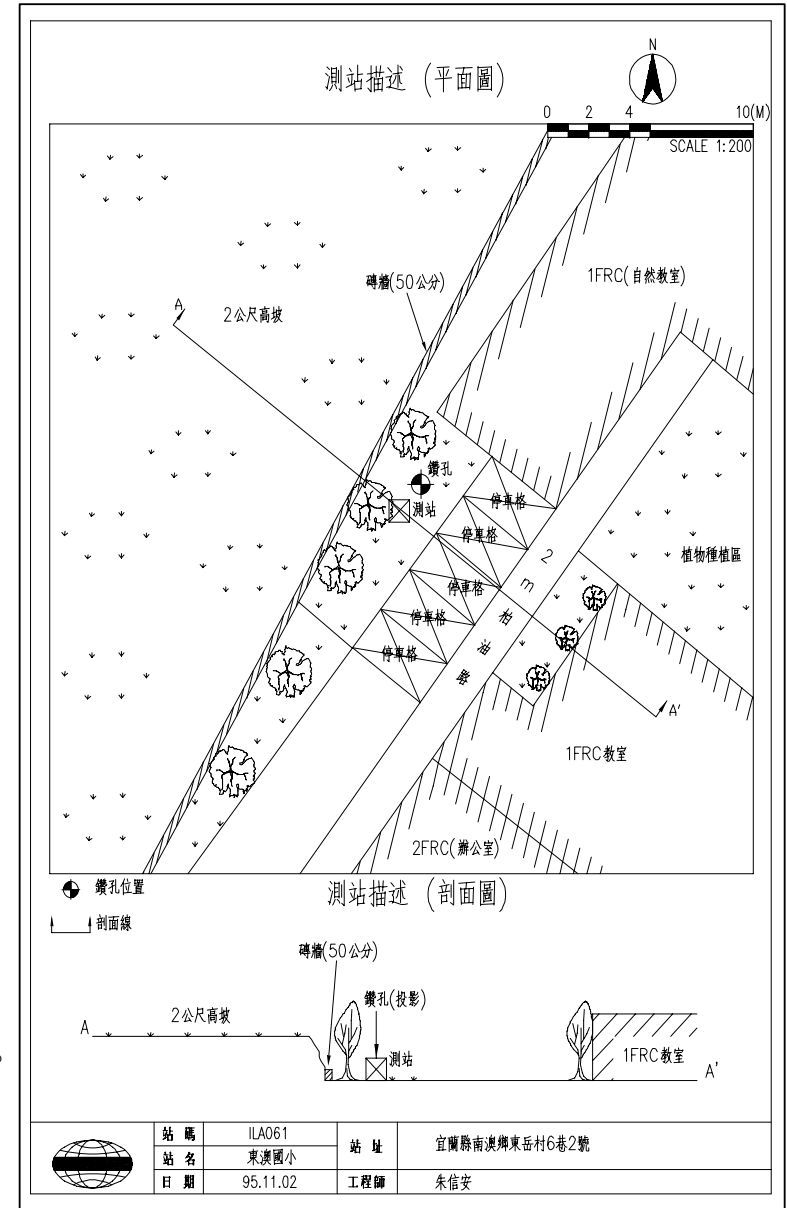 測站描述 (平面圖)
N
0 2 4 10(M)
SCALE 1:200
1FRC(自然教室)
磚牆(50公分)
A
2公尺高坡
鑽孔
測站
停車格
停車格
停車格
停車格
停車格
2m柏油路
植物種植區
A'
1FRC教室
2FRC(辦公室)
鑽孔位置
剖面線
測站描述 (剖面圖)
磚牆(50公分)
鑽孔(投影)
A
2公尺高坡
測站
1FRC教室
A'
站碼 ILA061
站名 東澳國小
日期 95.11.02
站址 宜蘭縣南澳鄉東岳村6巷2號
工程師 朱信安